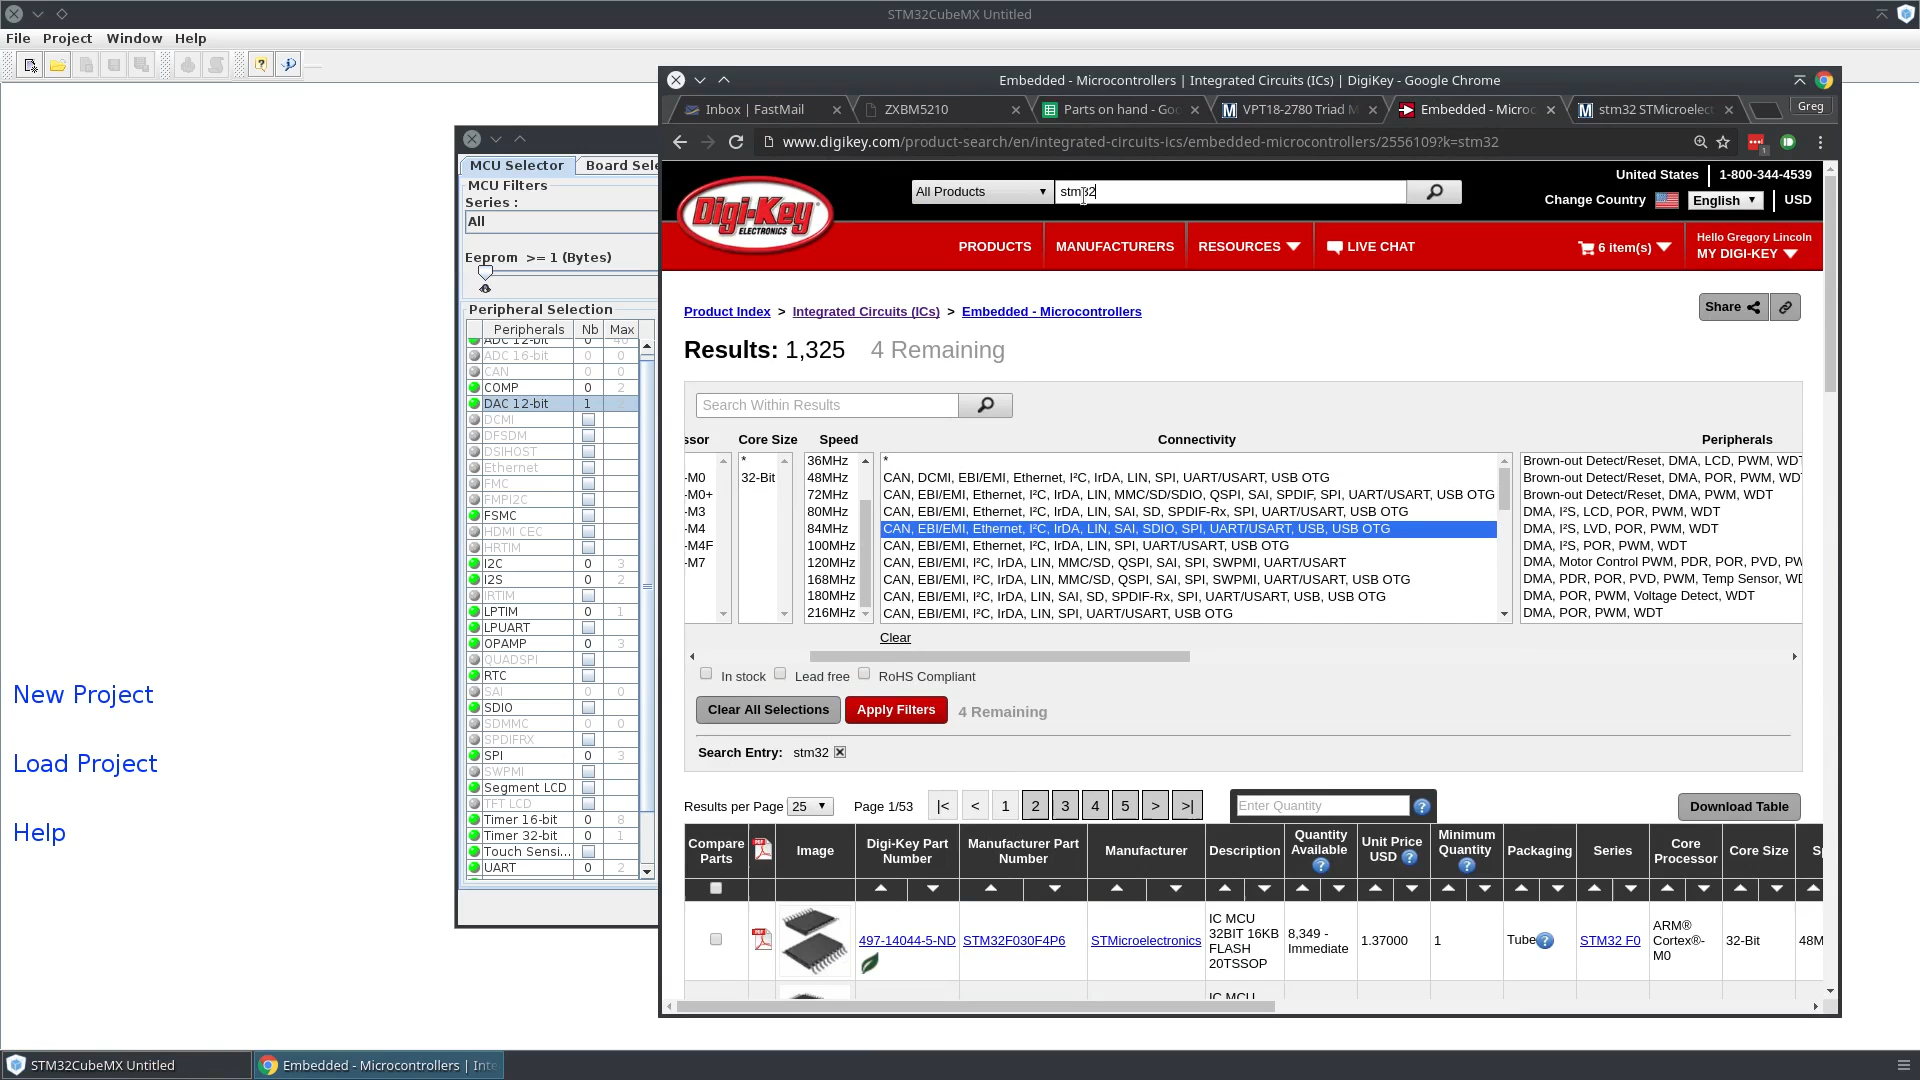 STM32CubeMX Untitled
File Project Window Help
New Project
Load Project
Help
MCU Selector
Board Sele
MCU Filters
Series :
All
Eeprom >= 1 (Bytes)
Peripheral Selection
Peripherals Nb Max
ADC 12-bit 0 40
ADC 16-bit 0 0
CAN 0 0
COMP 0 2
DAC 12-bit 1
DCMI
DFSDM
DSIHOST
Ethernet
FMC
FMPI2C
FSMC
HDMI CEC
HRTIM
I2C 0 3
I2S 0 2
IRTIM
LPTIM 0 1
LPUART
OPAMP 0 3
QUADSPI
RTC
SAI 0 0
SDIO
SDMMC 0 0
SPDIFRX
SPI 0 3
SWPMI
Segment LCD
TFT LCD
Timer 16-bit 0 8
Timer 32-bit 0 1
Touch Sensi...
UART 0 2
Embedded - Microcontrollers | Integrated Circuits (ICs) | DigiKey - Google Chrome
Inbox | FastMail
ZXBM5210
Parts on hand - Goo
VPT18-2780 Triad M
Embedded - Microc
stm32 STMicroelect
Greg
www.digikey.com/product-search/en/integrated-circuits-ics/embedded-microcontrollers/2556109?k=stm32
Digi-Key
ELECTRONICS
All Products
stm32
United States 1-800-344-4539
Change Country English USD
PRODUCTS MANUFACTURERS RESOURCES LIVE CHAT 6 item(s)
Hello Gregory Lincoln
MY DIGI-KEY
Product Index > Integrated Circuits (ICs) > Embedded - Microcontrollers
Share
Results: 1,325 4 Remaining
Search Within Results
ssor
-M0
-M0+
-M3
-M4
-M4F
-M7
Core Size
*
32-Bit
Speed
36MHz
48MHz
72MHz
80MHz
84MHz
100MHz
120MHz
168MHz
180MHz
216MHz
Connectivity
*
CAN, DCMI, EBI/EMI, Ethernet, I²C, IrDA, LIN, SPI, UART/USART, USB OTG
CAN, EBI/EMI, Ethernet, I²C, IrDA, LIN, MMC/SD/SDIO, QSPI, SAI, SPDIF, SPI, UART/USART, USB OTG
CAN, EBI/EMI, Ethernet, I²C, IrDA, LIN, SAI, SD, SPDIF-Rx, SPI, UART/USART, USB OTG
CAN, EBI/EMI, Ethernet, I²C, IrDA, LIN, SAI, SDIO, SPI, UART/USART, USB, USB OTG
CAN, EBI/EMI, Ethernet, I²C, IrDA, LIN, SPI, UART/USART, USB OTG
CAN, EBI/EMI, I²C, IrDA, LIN, MMC/SD, QSPI, SAI, SPI, SWPMI, UART/USART
CAN, EBI/EMI, I²C, IrDA, LIN, MMC/SD, QSPI, SAI, SPI, SWPMI, UART/USART, USB OTG
CAN, EBI/EMI, I²C, IrDA, LIN, SAI, SD, SPDIF-Rx, SPI, UART/USART, USB, USB OTG
CAN, EBI/EMI, I²C, IrDA, LIN, SPI, UART/USART, USB OTG
Clear
Peripherals
Brown-out Detect/Reset, DMA, LCD, PWM, WDT
Brown-out Detect/Reset, DMA, POR, PWM, WD
Brown-out Detect/Reset, DMA, PWM, WDT
DMA, I²S, LCD, POR, PWM, WDT
DMA, I²S, LVD, POR, PWM, WDT
DMA, I²S, POR, PWM, WDT
DMA, Motor Control PWM, PDR, POR, PVD, PW
DMA, PDR, POR, PVD, PWM, Temp Sensor, WD
DMA, POR, PWM, Voltage Detect, WDT
DMA, POR, PWM, WDT
In stock Lead free RoHS Compliant
Clear All Selections Apply Filters 4 Remaining
Search Entry: stm32
Results per Page 25 Page 1/53 |< < 1 2 3 4 5 > >| Enter Quantity Download Table
Compare Parts
Image
Digi-Key Part Number
Manufacturer Part Number
Manufacturer
Description
Quantity Available
Unit Price USD
Minimum Quantity
Packaging
Series
Core Processor
Core Size
Sp
497-14044-5-ND
STM32F030F4P6
STMicroelectronics
IC MCU
32BIT 16KB
FLASH
20TSSOP
8,349 -
Immediate
1.37000
1
Tube
STM32 F0
ARM®
Cortex®-
M0
32-Bit
48M
IC MCU
STM32CubeMX Untitled
Embedded - Microcontrollers | Inte